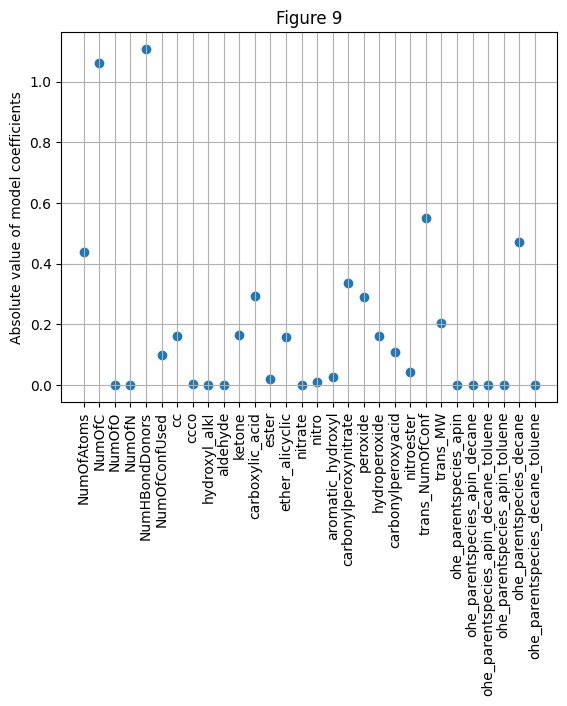 Figure 9
Absolute value of model coefficients
1.0
0.8
0.6
0.4
0.2
0.0
NumOfAtoms
NumOfC
NumOfO
NumOfN
NumHBondDonors
NumOfConfUsed
cc
ccco
hydroxyl_alkl
aldehyde
ketone
carboxylic_acid
ester
ether_alicyclic
nitrate
nitro
aromatic_hydroxyl
carbonylperoxynitrate
peroxide
hydroperoxide
carbonylperoxyacid
nitroester
trans_NumOfConf
trans_MW
ohe_parentspecies_apin
ohe_parentspecies_apin_decane
ohe_parentspecies_apin_decane_toluene
ohe_parentspecies_apin_toluene
ohe_parentspecies_decane
ohe_parentspecies_decane_toluene